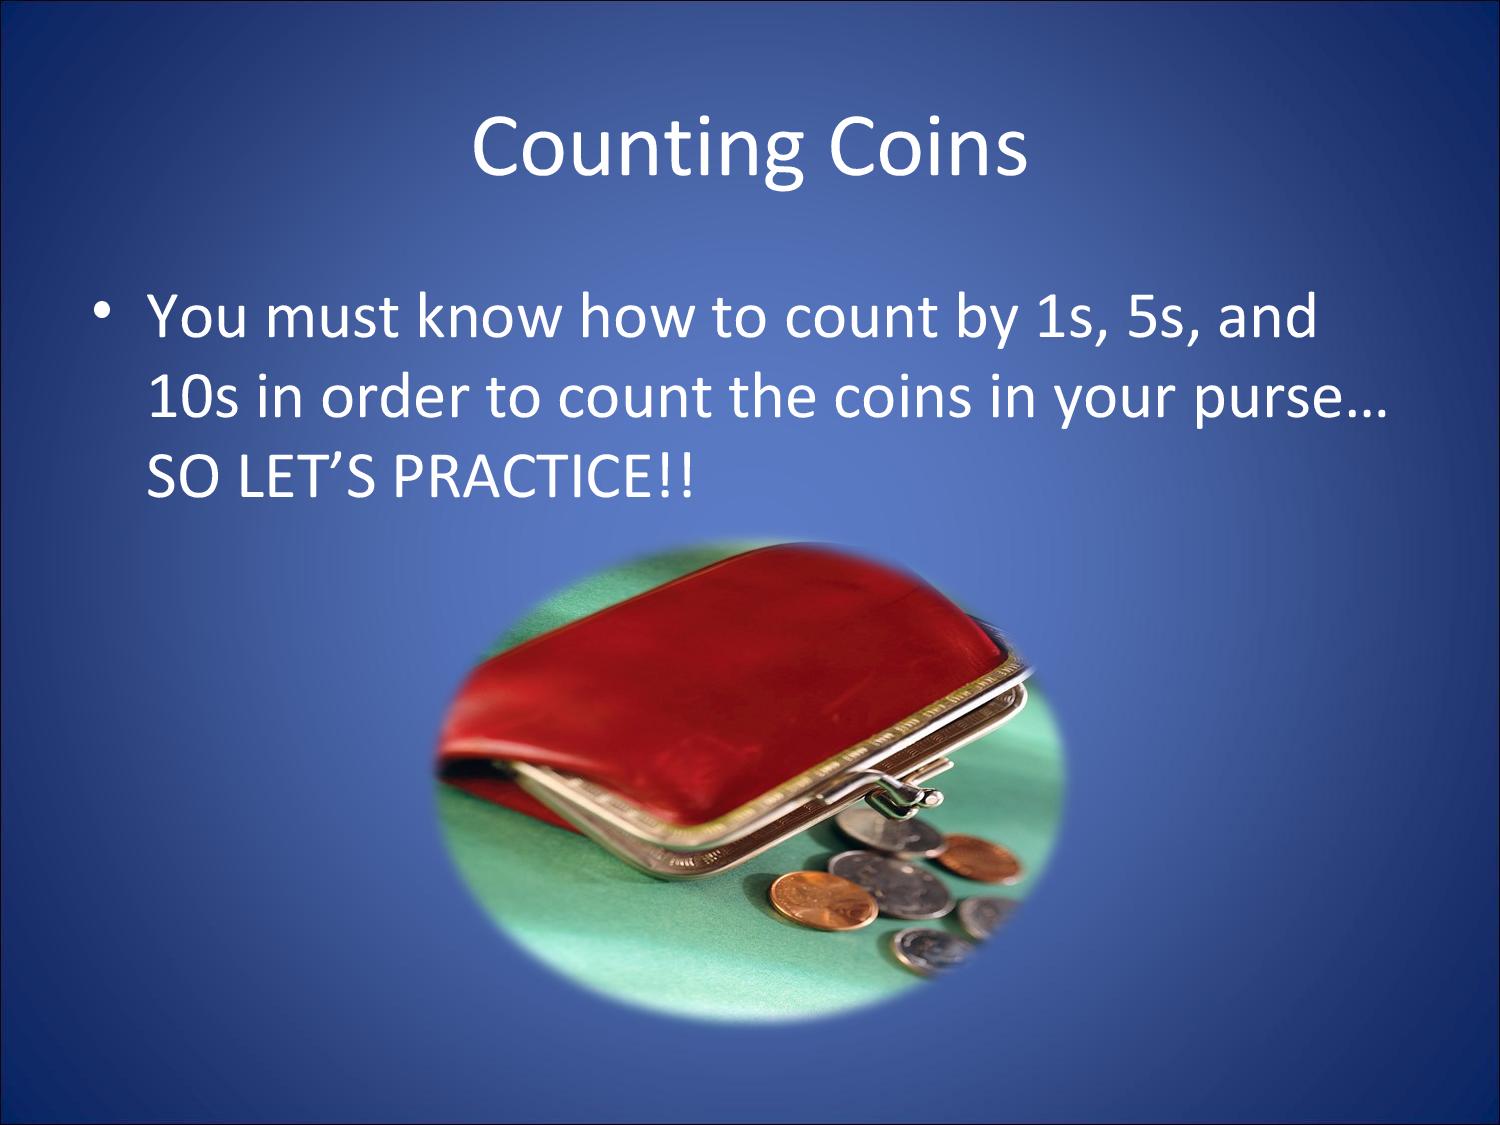 Counting Coins
• You must know how to count by 1s, 5s, and
10s in order to count the coins in your purse…
SO LET’S PRACTICE!!